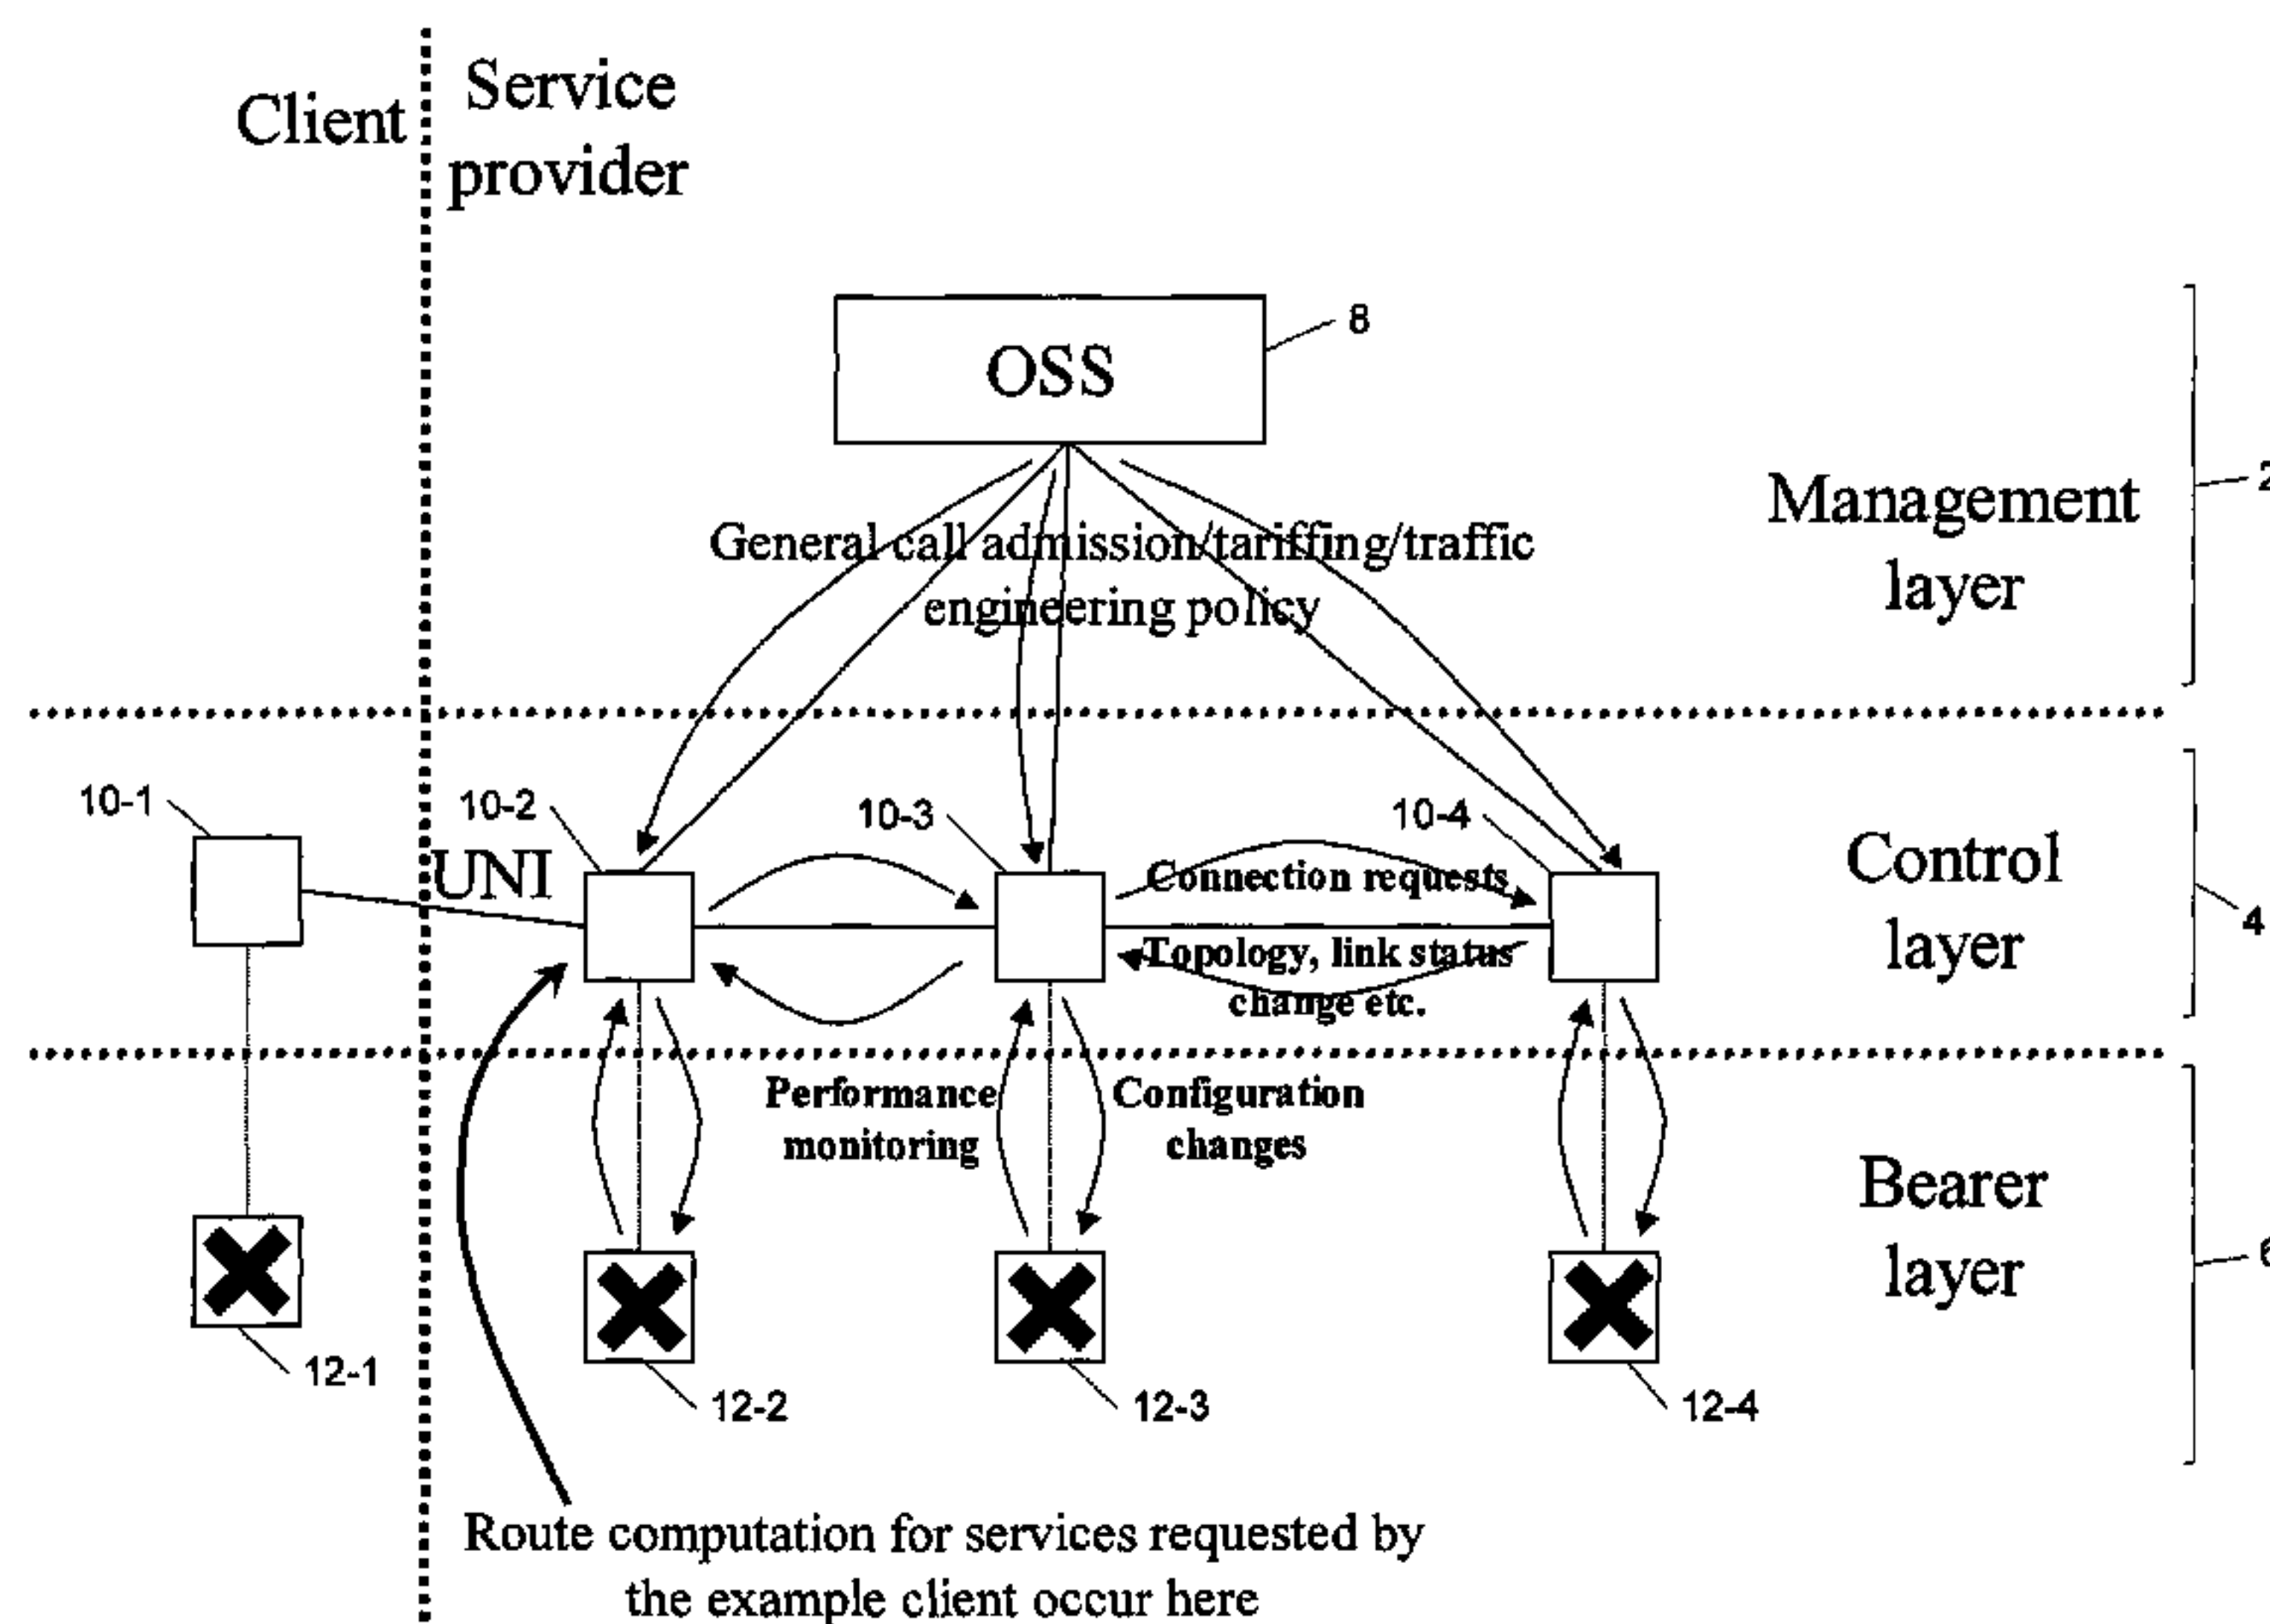 Client
Service
provider
OSS
8
General call admission/tariffing/traffic
engineering policy
Management
layer
2
10-1
10-2
10-3
10-4
UNI
Connection requests
Topology, link status
change etc.
Control
layer
4
Performance
monitoring
Configuration
changes
Bearer
layer
6
12-1
12-2
12-3
12-4
Route computation for services requested by
the example client occur here